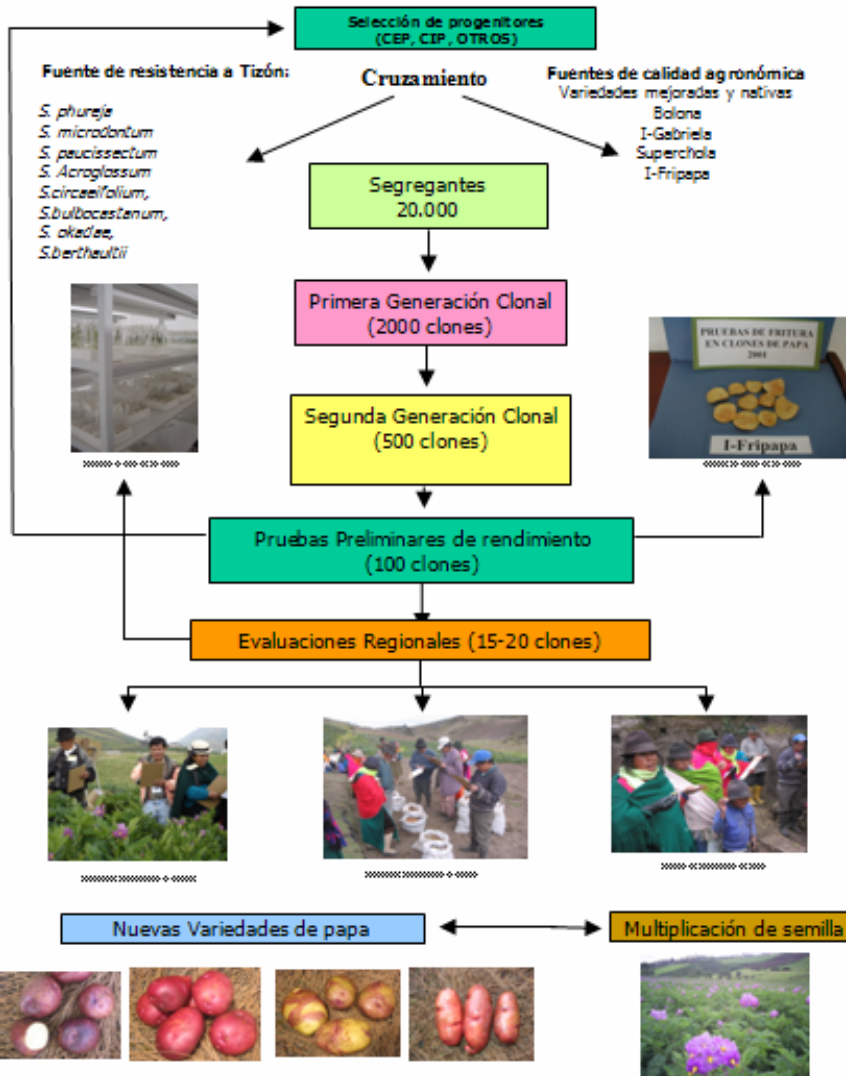 Selección de progenitores
(CEP, CIP, OTROS)
Fuente de resistencia a Tizón:
S. phureja
S. microdontum
S. paucissectum
S. Acroglossum
S.circaeifolium,
S.bulbocastanum,
S. okadae,
S.berthaultii
Cruzamiento
Fuentes de calidad agronómica
Variedades mejoradas y nativas
Bolona
I-Gabriela
Superchola
I-Fripapa
Segregantes
20.000
Primera Generación Clonal
(2000 clones)
PRUEBAS DE FRITURA
EN CLONES DE PAPA
2001
I-Fripapa
Segunda Generación Clonal
(500 clones)
Pruebas Preliminares de rendimiento
(100 clones)
Evaluaciones Regionales (15-20 clones)
Nuevas Variedades de papa
Multiplicación de semilla